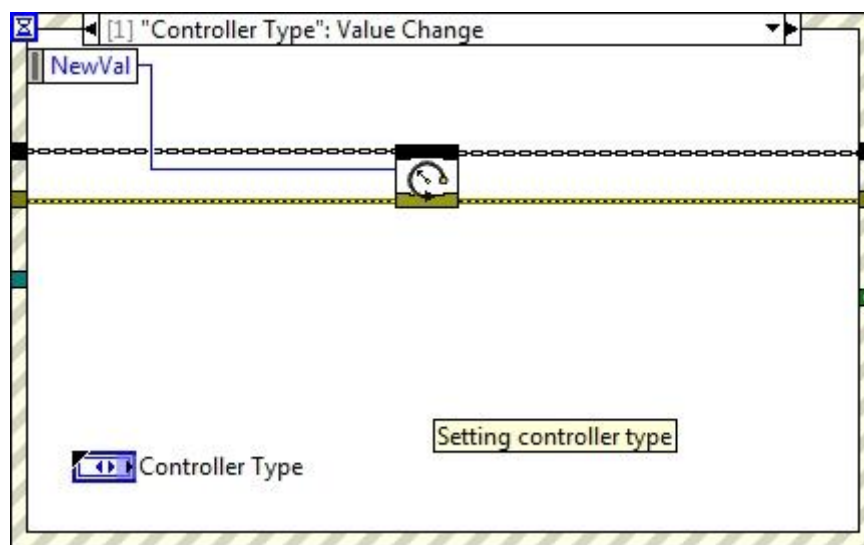 [1] "Controller Type": Value Change
NewVal
Setting controller type
Controller Type